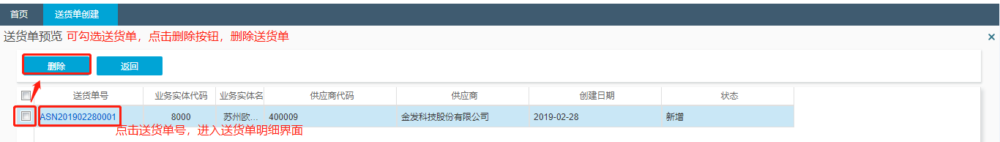 首页 送货单创建
送货单预览 可勾选送货单，点击删除按钮，删除送货单
删除 返回
送货单号 业务实体代码 业务实体名 供应商代码 供应商 创建日期 状态
ASN201902280001 8000 苏州欧... 400009 金发科技股份有限公司 2019-02-28 新增
点击送货单号，进入送货单明细界面